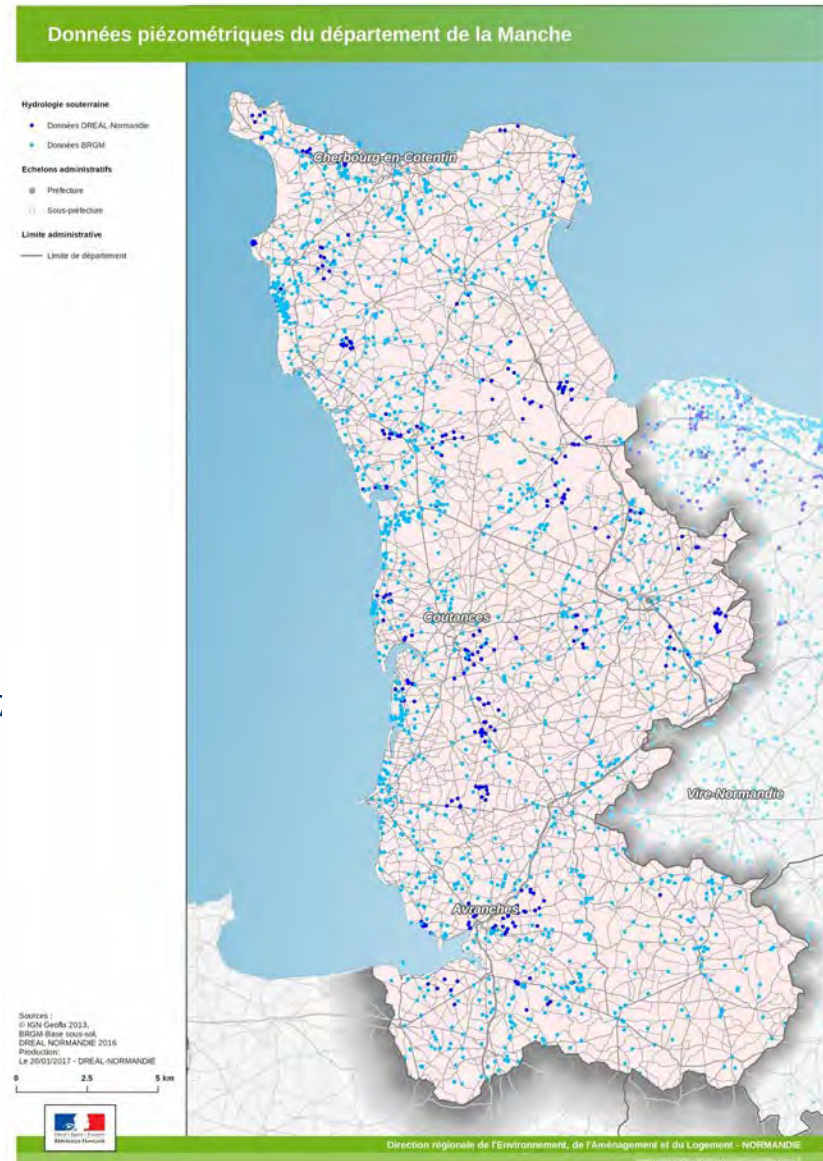 Données piézométriques du département de la Manche
Hydrologie souterraine
Données DREAL-Normandie
Données BRGM
Echelons administratifs
Préfecture
Sous-préfecture
Limite administrative
Limite de département
Cherbourg-en-Cotentin
Coutances
Vire-Normandie
Avranches
Sources :
© IGN Geofla 2013,
BRGM-Base sous-sol,
DREAL NORMANDIE 2016
Production:
Le 20/01/2017 - DREAL-NORMANDIE
0 2.5 5 km
RÉPUBLIQUE FRANÇAISE
Direction régionale de l'Environnement, de l'Aménagement et du Logement - NORMANDIE